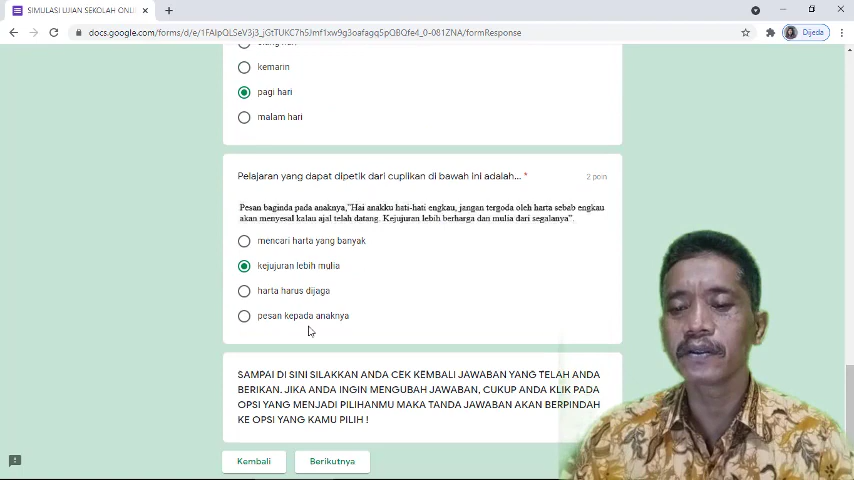 SIMULASI UJIAN SEKOLAH ONLI
docs.google.com/forms/d/e/1FAIpQLSeV3j3_jGtTUKC7h5Jmf1xw9g3oafagq5pQBQfe4_0-081ZNA/formResponse
Dijeda
kemarin
pagi hari
malam hari
Pelajaran yang dapat dipetik dari cuplikan di bawah ini adalah... *
2 poin
Pesan baginda pada anaknya,"Hai anakku hati-hati engkau, jangan tergoda oleh harta sebab engkau
akan menyesal kalau ajal telah datang. Kejujuran lebih berharga dan mulia dari segalanya".
mencari harta yang banyak
kejujuran lebih mulia
harta harus dijaga
pesan kepada anaknya
SAMPAI DI SINI SILAKKAN ANDA CEK KEMBALI JAWABAN YANG TELAH ANDA
BERIKAN. JIKA ANDA INGIN MENGUBAH JAWABAN, CUKUP ANDA KLIK PADA
OPSI YANG MENJADI PILIHANMU MAKA TANDA JAWABAN AKAN BERPINDAH
KE OPSI YANG KAMU PILIH !
Kembali
Berikutnya